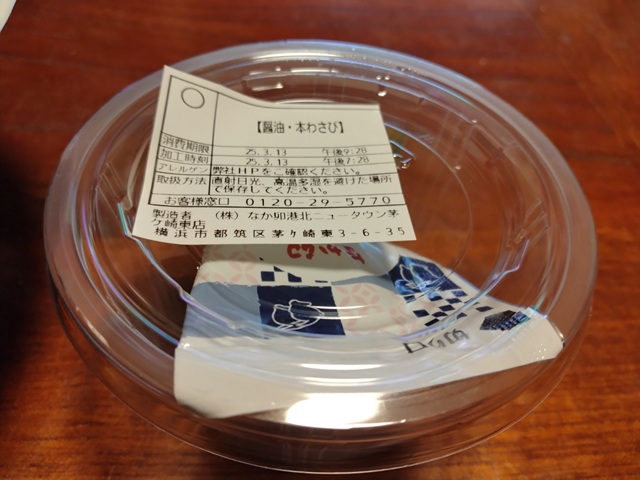 【醤油・本わさび】
消費期限 25.3.13 午後9:28
加工時刻 25.3.13 午後7:28
アレルゲン 弊社HPをご確認ください。
取扱方法 直射日光、高温多湿を避けた場所
で保存してください。
お客様窓口 0120-29-5770
製造者 (株)なか卯港北ニュータウン茅
ケ崎東店
横浜市都筑区茅ヶ崎東3-6-35